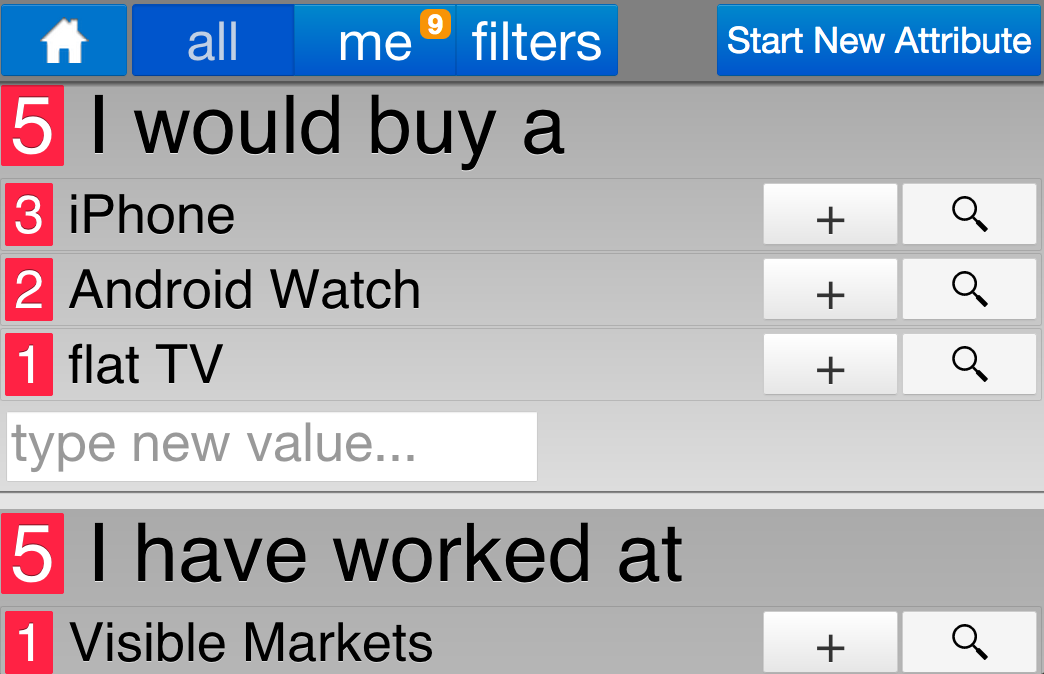 all me 9 filters Start New Attribute
5 I would buy a
3 iPhone +
2 Android Watch +
1 flat TV +
type new value...
5 I have worked at
1 Visible Markets +